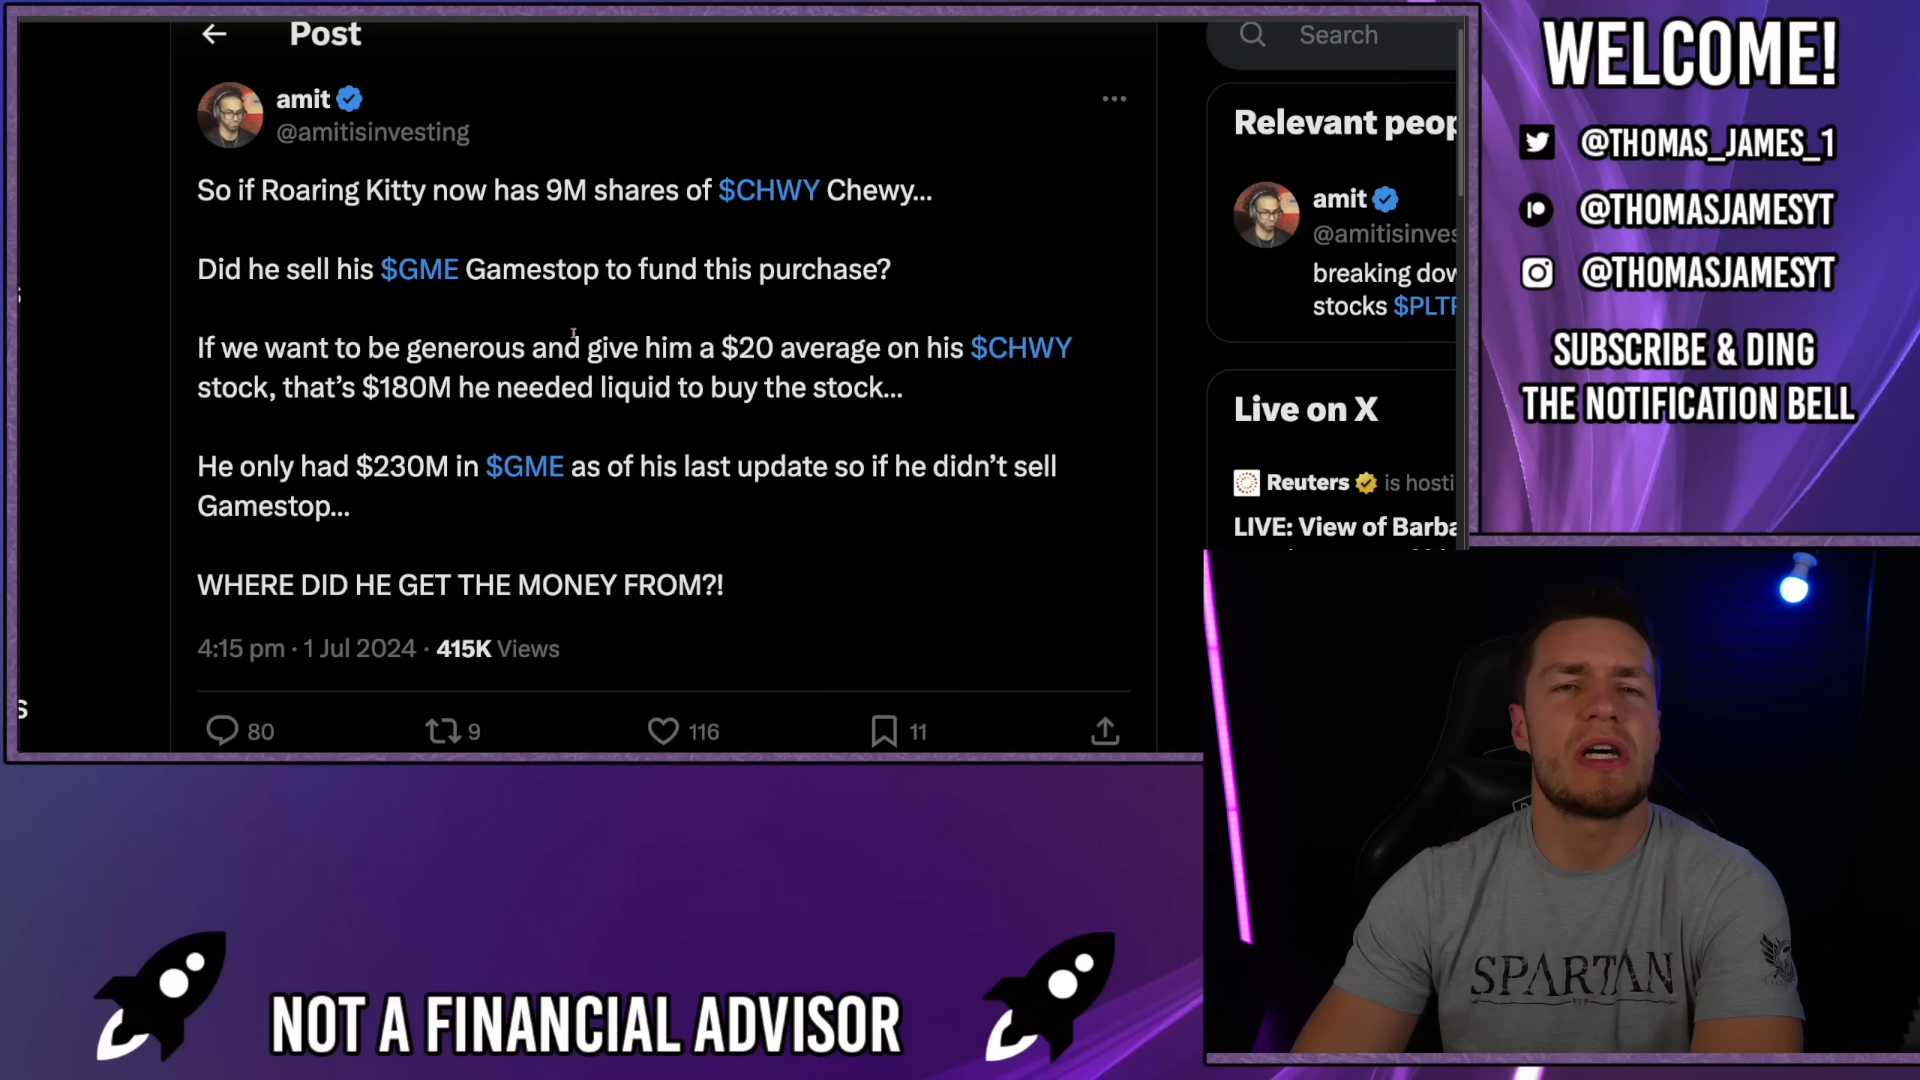 Post
amit
@amitisinvesting
So if Roaring Kitty now has 9M shares of $CHWY Chewy...
Did he sell his $GME Gamestop to fund this purchase?
If we want to be generous and give him a $20 average on his $CHWY
stock, that’s $180M he needed liquid to buy the stock...
He only had $230M in $GME as of his last update so if he didn’t sell
Gamestop...
WHERE DID HE GET THE MONEY FROM?!
4:15 pm · 1 Jul 2024 · 415K Views
80
9
116
11
s
Search
Relevant peop
amit
@amitisinves
breaking dow
stocks $PLTR
Live on X
Reuters is hosti
LIVE: View of Barba
WELCOME!
@THOMAS_JAMES_1
@THOMASJAMESYT
@THOMASJAMESYT
SUBSCRIBE & DING
THE NOTIFICATION BELL
SPARTAN
NOT A FINANCIAL ADVISOR